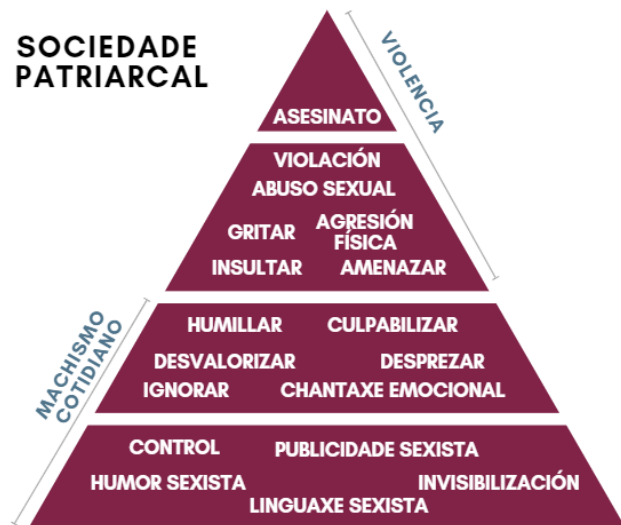 SOCIEDADE
PATRIARCAL
VIOLENCIA
ASESINATO
VIOLACIÓN
ABUSO SEXUAL
GRITAR
AGRESIÓN
FÍSICA
INSULTAR
AMENAZAR
MACHISMO
COTIDIANO
HUMILLAR
CULPABILIZAR
DESVALORIZAR
DESPREZAR
IGNORAR
CHANTAXE EMOCIONAL
CONTROL
PUBLICIDADE SEXISTA
HUMOR SEXISTA
INVISIBILIZACIÓN
LINGUAXE SEXISTA